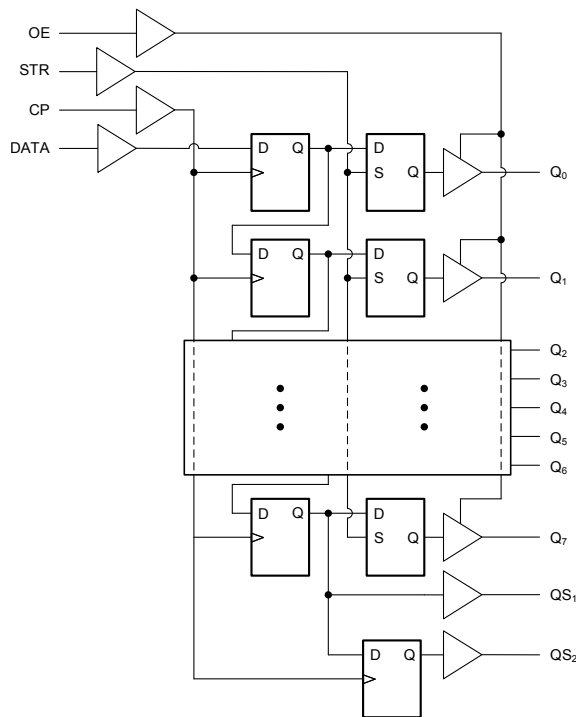 OE
STR
CP
DATA
D Q D
S Q
Q0
D Q D
S Q
Q1
Q2
Q3
Q4
Q5
Q6
D Q D
S Q
Q7
QS1
D Q
QS2